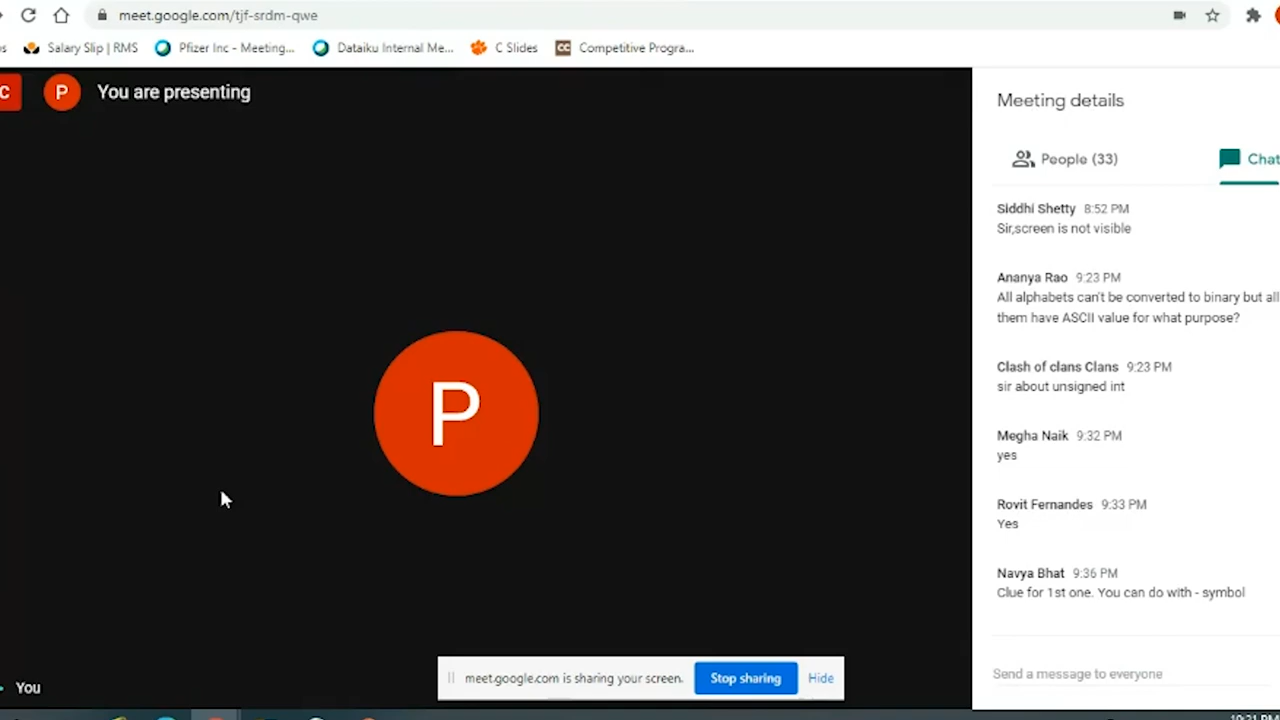 meet.google.com/tjf-srdm-qwe
Salary Slip | RMS
Pfizer Inc - Meeting...
Dataiku Internal Me...
C Slides
CC
Competitive Progra...
C
P
You are presenting
P
You
meet.google.com is sharing your screen.
Stop sharing
Hide
Meeting details
People (33)
Chat
Siddhi Shetty 8:52 PM
Sir,screen is not visible
Ananya Rao 9:23 PM
All alphabets can't be converted to binary but all
them have ASCII value for what purpose?
Clash of clans Clans 9:23 PM
sir about unsigned int
Megha Naik 9:32 PM
yes
Rovit Fernandes 9:33 PM
Yes
Navya Bhat 9:36 PM
Clue for 1st one. You can do with - symbol
Send a message to everyone